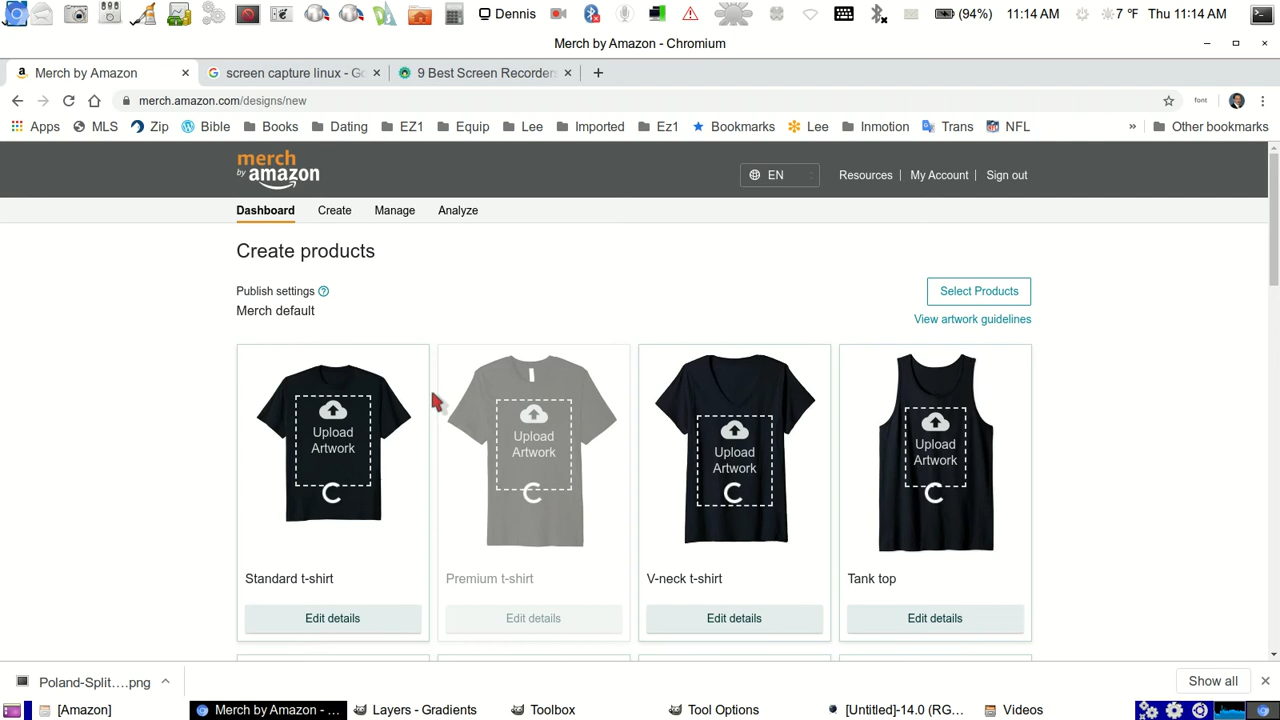 Dennis
(94%)
11:14 AM
7 °F
Thu 11:14 AM
Merch by Amazon - Chromium
Merch by Amazon
screen capture linux - Go
9 Best Screen Recorders
merch.amazon.com/designs/new
font
Apps
MLS
Zip
Bible
Books
Dating
EZ1
Equip
Lee
Imported
Ez1
Bookmarks
Lee
Inmotion
Trans
NFL
»
Other bookmarks
merch
by amazon
EN
Resources | My Account | Sign out
Dashboard
Create
Manage
Analyze
Create products
Publish settings ?
Merch default
Select Products
View artwork guidelines
Upload
Artwork
Upload
Artwork
Upload
Artwork
Upload
Artwork
Standard t-shirt
Premium t-shirt
V-neck t-shirt
Tank top
Edit details
Edit details
Edit details
Edit details
Poland-Split....png
Show all
[Amazon]
Merch by Amazon - ...
Layers - Gradients
Toolbox
Tool Options
[Untitled]-14.0 (RG...
Videos